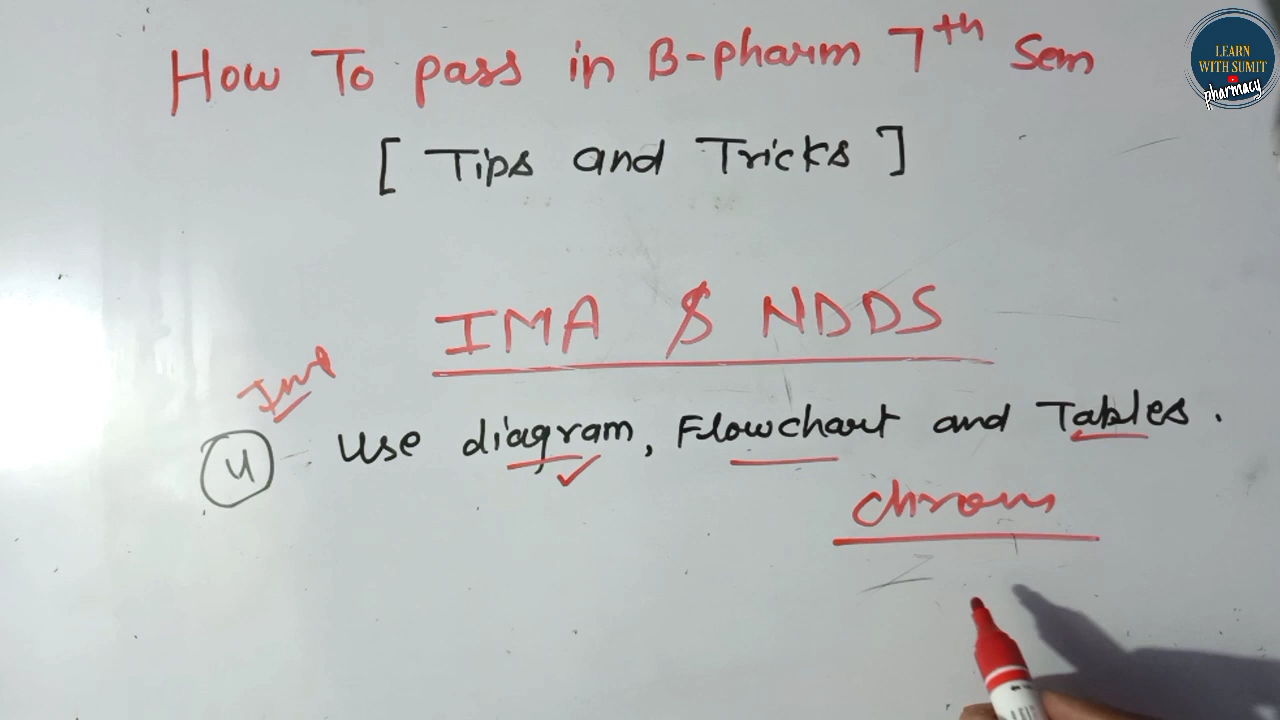 How To pass in B-pharm 7th Sem
[ Tips and Tricks ]
IMA & NDDS
Imp
4 Use diagram, Flowchart and Tables.
chrom
LEARN
WITH SUMIT
pharmacy